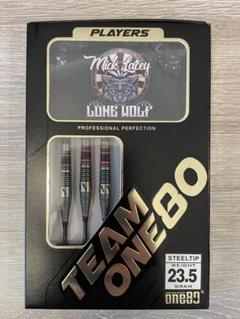 PLAYERS
Mick Lacey
LONE WOLF
PROFESSIONAL PERFECTION
TEAM
ONE80
STEELTIP
WEIGHT
23.5
GRAM
one80